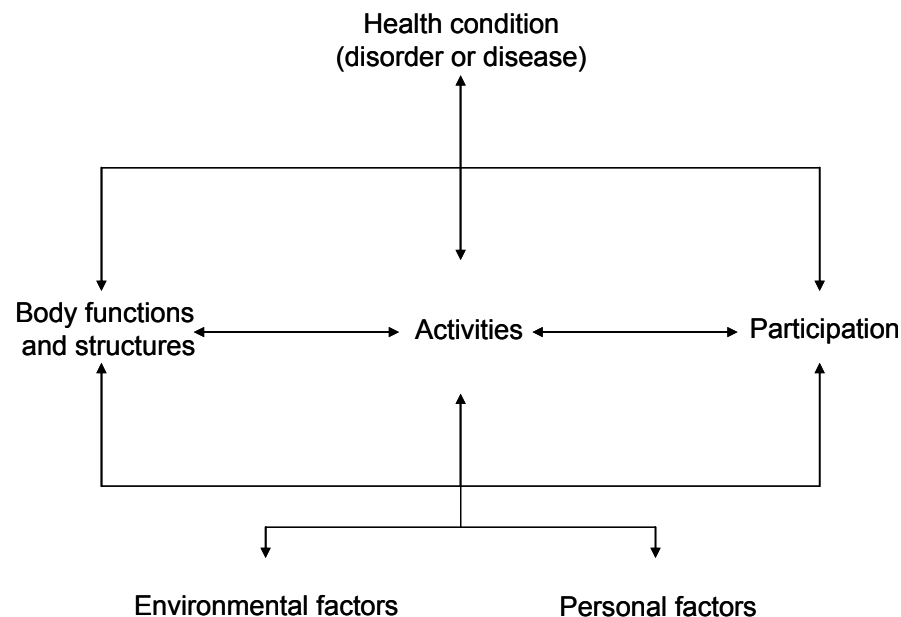 Health condition
(disorder or disease)
Body functions
and structures
Activities
Participation
Environmental factors
Personal factors